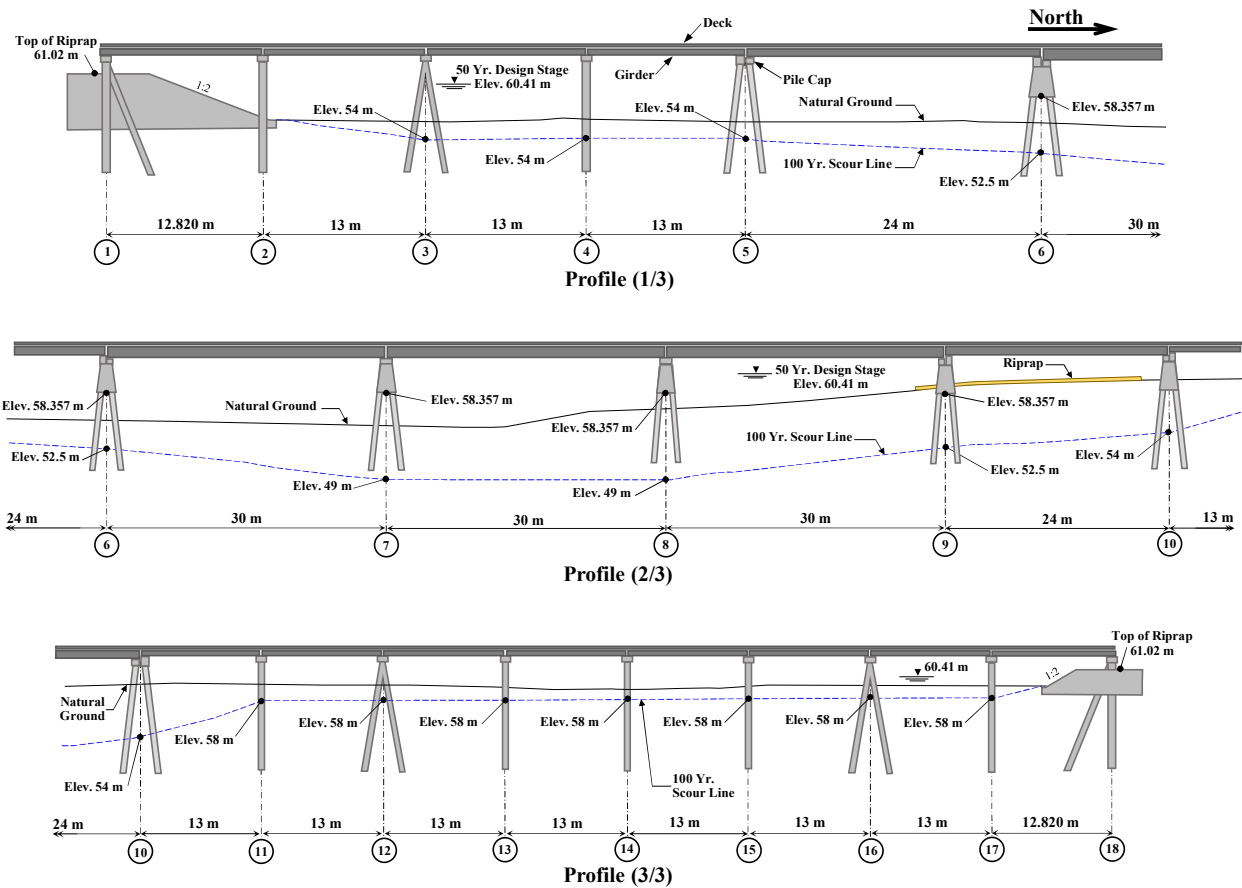 North
Deck
Top of Riprap
61.02 m
1:2
50 Yr. Design Stage
Elev. 60.41 m
Girder
Pile Cap
Natural Ground
Elev. 58.357 m
Elev. 54 m
Elev. 54 m
Elev. 54 m
100 Yr. Scour Line
Elev. 52.5 m
12.820 m
13 m
13 m
13 m
24 m
30 m
1
2
3
4
5
6
Profile (1/3)
Riprap
50 Yr. Design Stage
Elev. 60.41 m
Elev. 58.357 m
Natural Ground
Elev. 58.357 m
Elev. 58.357 m
Elev. 58.357 m
100 Yr. Scour Line
Elev. 52.5 m
Elev. 49 m
Elev. 49 m
Elev. 52.5 m
Elev. 54 m
24 m
30 m
30 m
30 m
24 m
13 m
6
7
8
9
10
Profile (2/3)
Top of Riprap
61.02 m
60.41 m
1:2
Natural
Ground
Elev. 58 m
Elev. 58 m
Elev. 58 m
Elev. 58 m
Elev. 58 m
Elev. 58 m
Elev. 58 m
Elev. 54 m
100 Yr.
Scour Line
24 m
13 m
13 m
13 m
13 m
13 m
13 m
12.820 m
10
11
12
13
14
15
16
17
18
Profile (3/3)